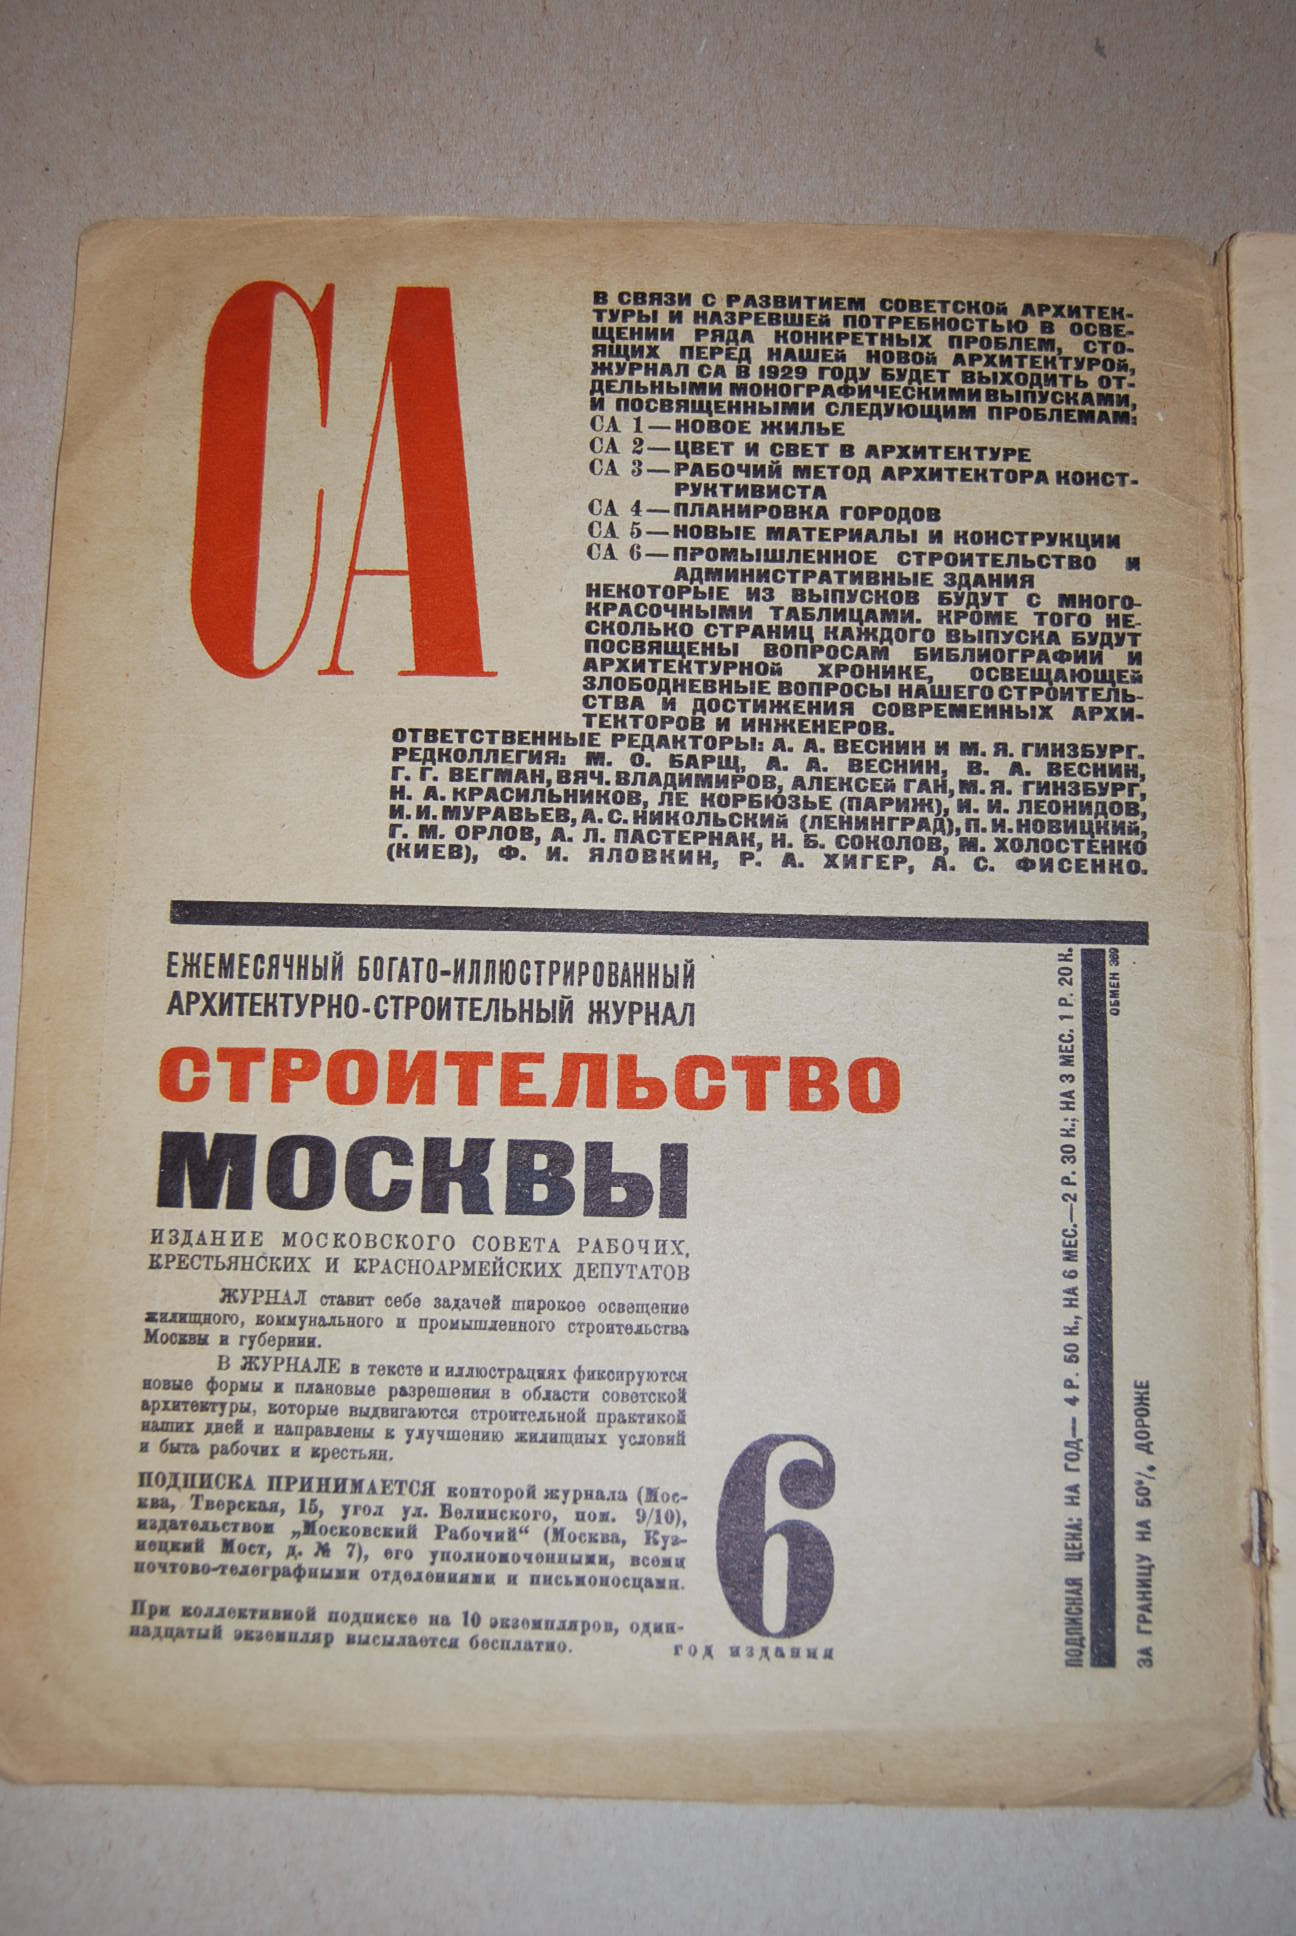 СА
В СВЯЗИ С РАЗВИТИЕМ СОВЕТСКОЙ АРХИТЕК-
ТУРЫ И НАЗРЕВШЕЙ ПОТРЕБНОСТЬЮ В ОСВЕ-
ЩЕНИИ РЯДА КОНКРЕТНЫХ ПРОБЛЕМ, СТО-
ЯЩИХ ПЕРЕД НАШЕЙ НОВОЙ АРХИТЕКТУРОЙ,
ЖУРНАЛ СА В 1929 ГОДУ БУДЕТ ВЫХОДИТЬ ОТ-
ДЕЛЬНЫМИ МОНОГРАФИЧЕСКИМИ ВЫПУСКАМИ,
И ПОСВЯЩЕННЫМИ СЛЕДУЮЩИМ ПРОБЛЕМАМ:
СА 1—НОВОЕ ЖИЛЬЕ
СА 2—ЦВЕТ И СВЕТ В АРХИТЕКТУРЕ
СА 3—РАБОЧИЙ МЕТОД АРХИТЕКТОРА КОНСТ-
РУКТИВИСТА
СА 4—ПЛАНИРОВКА ГОРОДОВ
СА 5—НОВЫЕ МАТЕРИАЛЫ И КОНСТРУКЦИИ
СА 6—ПРОМЫШЛЕННОЕ СТРОИТЕЛЬСТВО И
АДМИНИСТРАТИВНЫЕ ЗДАНИЯ
НЕКОТОРЫЕ ИЗ ВЫПУСКОВ БУДУТ С МНОГО-
КРАСОЧНЫМИ ТАБЛИЦАМИ. КРОМЕ ТОГО НЕ-
СКОЛЬКО СТРАНИЦ КАЖДОГО ВЫПУСКА БУДУТ
ПОСВЯЩЕНЫ ВОПРОСАМ БИБЛИОГРАФИИ И
АРХИТЕКТУРНОЙ ХРОНИКЕ, ОСВЕЩАЮЩЕЙ
ЗЛОБОДНЕВНЫЕ ВОПРОСЫ НАШЕГО СТРОИТЕЛЬ-
СТВА И ДОСТИЖЕНИЯ СОВРЕМЕННЫХ АРХИ-
ТЕКТОРОВ И ИНЖЕНЕРОВ.
ОТВЕТСТВЕННЫЕ РЕДАКТОРЫ: А. А. ВЕСНИН И М. Я. ГИНЗБУРГ.
РЕДКОЛЛЕГИЯ: М. О. БАРЩ, А. А. ВЕСНИН, В. А. ВЕСНИН,
Г. Г. ВЕГМАН, ВЯЧ. ВЛАДИМИРОВ, АЛЕКСЕЙ ГАН, М. Я. ГИНЗБУРГ,
Н. А. КРАСИЛЬНИКОВ, ЛЕ КОРБЮЗЬЕ (ПАРИЖ), И. И. ЛЕОНИДОВ,
И. И. МУРАВЬЕВ, А. С. НИКОЛЬСКИЙ (ЛЕНИНГРАД), П. И. НОВИЦКИЙ,
Г. М. ОРЛОВ, А. Л. ПАСТЕРНАК, Н. Б. СОКОЛОВ, М. ХОЛОСТЕНКО
(КИЕВ), Ф. И. ЯЛОВКИН, Р. А. ХИГЕР, А. С. ФИСЕНКО.
ЕЖЕМЕСЯЧНЫЙ БОГАТО-ИЛЛЮСТРИРОВАННЫЙ
АРХИТЕКТУРНО-СТРОИТЕЛЬНЫЙ ЖУРНАЛ
СТРОИТЕЛЬСТВО
МОСКВЫ
ИЗДАНИЕ МОСКОВСКОГО СОВЕТА РАБОЧИХ,
КРЕСТЬЯНСКИХ И КРАСНОАРМЕЙСКИХ ДЕПУТАТОВ
ЖУРНАЛ ставит себе задачей широкое освещение
жилищного, коммунального и промышленного строительства
Москвы и губернии.
В ЖУРНАЛЕ в тексте и иллюстрациях фиксируются
новые формы и плановые разрешения в области советской
архитектуры, которые выдвигаются строительной практикой
наших дней и направлены к улучшению жилищных условий
и быта рабочих и крестьян.
ПОДПИСКА ПРИНИМАЕТСЯ конторой журнала (Мос-
ква, Тверская, 15, угол ул. Белинского, пом. 9/10),
издательством „Московский Рабочий“ (Москва, Куз-
нецкий Мост, д. № 7), его уполномоченными, всеми
почтово-телеграфными отделениями и письмоносцами.
При коллективной подписке на 10 экземпляров, один-
надцатый экземпляр высылается бесплатно.
6
год издания
ПОДПИСНАЯ ЦЕНА: НА ГОД— 4 Р. 50 К., НА 6 МЕС.—2 Р. 30 К.; НА 3 МЕС. 1 Р. 20 К.
ОБМЕН 369
ЗА ГРАНИЦУ НА 50% ДОРОЖЕ